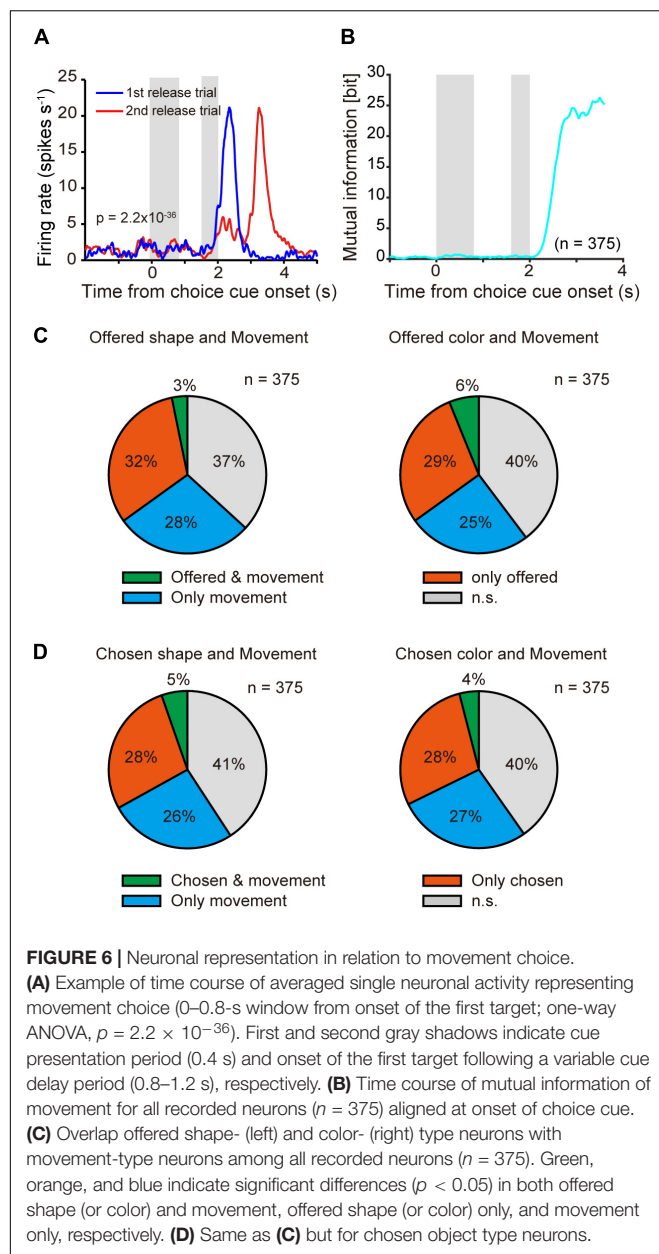 A
B
25
20
15
10
5
0
Firing rate (spikes s⁻¹)
1st release trial
2nd release trial
p = 2.2x10⁻³⁶
0
2
4
Time from choice cue onset (s)
30
25
20
15
10
5
0
Mutual information [bit]
(n = 375)
0
1
2
4
Time from choice cue onset (s)
C
Offered shape and Movement
Offered color and Movement
3%
n = 375
6%
n = 375
32%
37%
29%
40%
28%
25%
Offered & movement
only offered
Only movement
n.s.
D
Chosen shape and Movement
Chosen color and Movement
5%
n = 375
4%
n = 375
28%
41%
28%
40%
26%
27%
Chosen & movement
Only chosen
Only movement
n.s.
FIGURE 6 | Neuronal representation in relation to movement choice.
(A) Example of time course of averaged single neuronal activity representing
movement choice (0–0.8-s window from onset of the first target; one-way
ANOVA, p = 2.2 × 10⁻³⁶). First and second gray shadows indicate cue
presentation period (0.4 s) and onset of the first target following a variable cue
delay period (0.8–1.2 s), respectively. (B) Time course of mutual information of
movement for all recorded neurons (n = 375) aligned at onset of choice cue.
(C) Overlap offered shape- (left) and color- (right) type neurons with
movement-type neurons among all recorded neurons (n = 375). Green,
orange, and blue indicate significant differences (p < 0.05) in both offered
shape (or color) and movement, offered shape (or color) only, and movement
only, respectively. (D) Same as (C) but for chosen object type neurons.